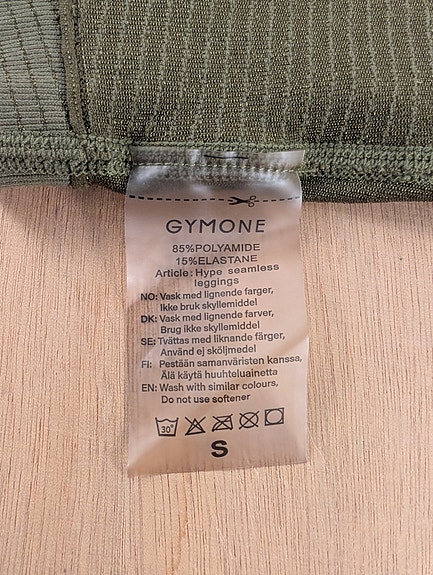 GYMONE
85%POLYAMIDE
15%ELASTANE
Article: Hype seamless
leggings
NO: Vask med lignende farger,
Ikke bruk skyllemiddel
DK: Vask med lignende farver,
Brug ikke skyllemiddel
SE: Tvättas med liknande färger,
Använd ej sköljmedel
FI: Pestään samanväristen kanssa,
Älä käytä huuhteluainetta
EN: Wash with similar colours,
Do not use softener
30°
S